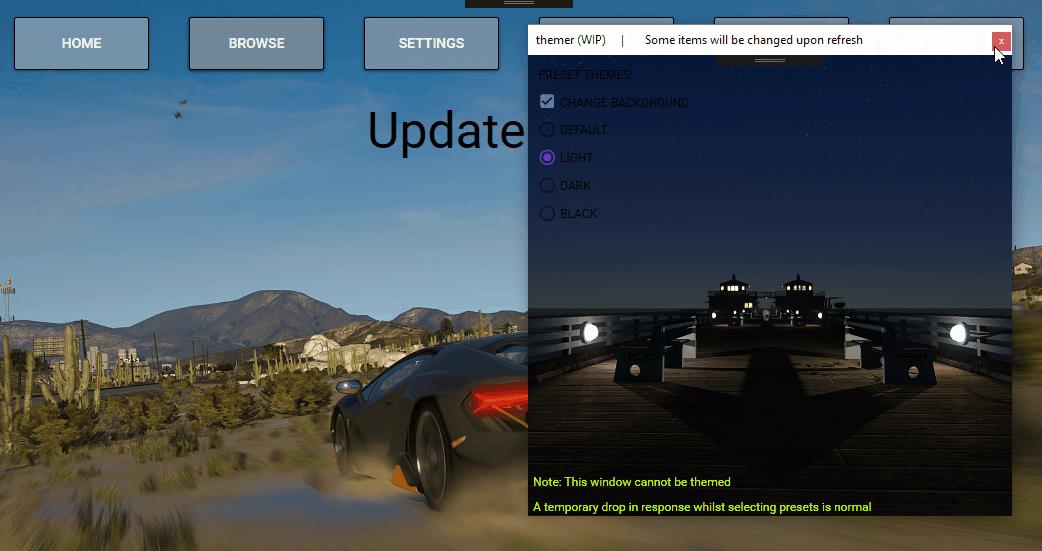 HOME
BROWSE
SETTINGS
Update
themer (WIP) | Some items will be changed upon refresh
x
PRESET THEMES:
CHANGE BACKGROUND
DEFAULT
LIGHT
DARK
BLACK
Note: This window cannot be themed
A temporary drop in response whilst selecting presets is normal